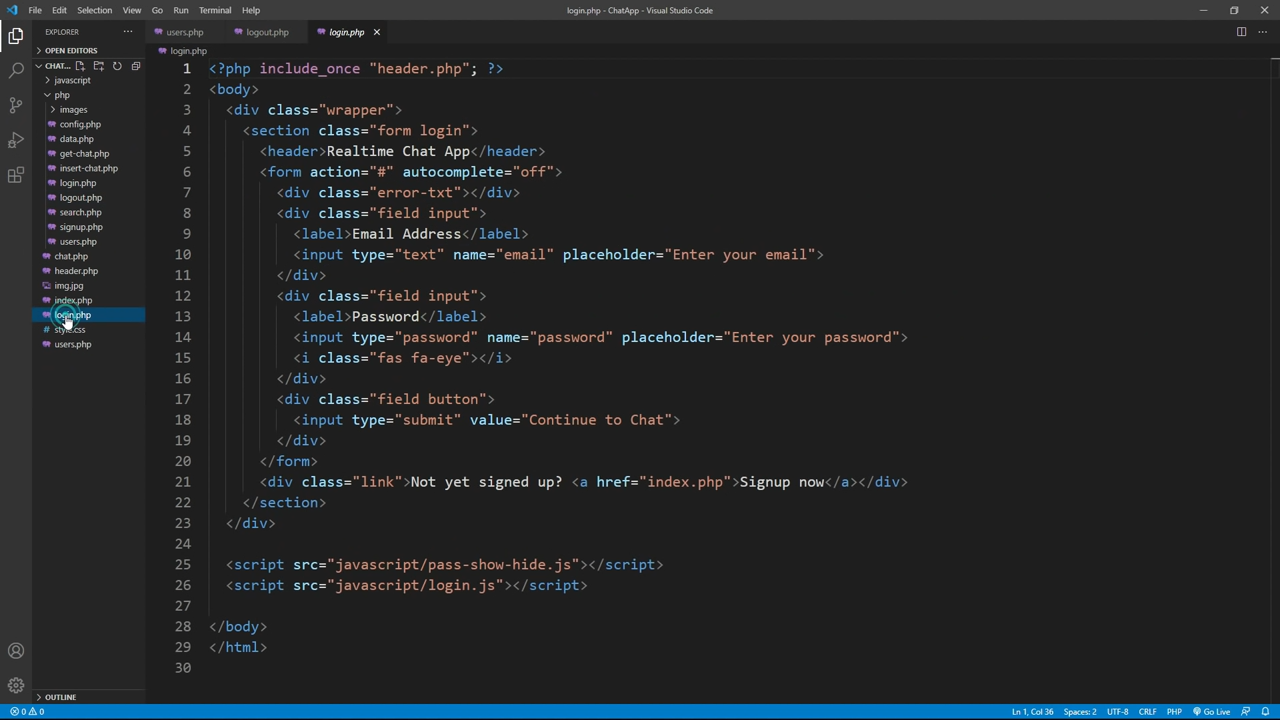 File Edit Selection View Go Run Terminal Help
login.php - ChatApp - Visual Studio Code
EXPLORER
OPEN EDITORS
CHAT...
javascript
php
images
config.php
data.php
get-chat.php
insert-chat.php
login.php
logout.php
search.php
signup.php
users.php
chat.php
header.php
img.jpg
index.php
login.php
style.css
users.php
OUTLINE
users.php logout.php login.php
login.php
1 <?php include_once "header.php"; ?>
2 <body>
3 <div class="wrapper">
4 <section class="form login">
5 <header>Realtime Chat App</header>
6 <form action="#" autocomplete="off">
7 <div class="error-txt"></div>
8 <div class="field input">
9 <label>Email Address</label>
10 <input type="text" name="email" placeholder="Enter your email">
11 </div>
12 <div class="field input">
13 <label>Password</label>
14 <input type="password" name="password" placeholder="Enter your password">
15 <i class="fas fa-eye"></i>
16 </div>
17 <div class="field button">
18 <input type="submit" value="Continue to Chat">
19 </div>
20 </form>
21 <div class="link">Not yet signed up? <a href="index.php">Signup now</a></div>
22 </section>
23 </div>
24
25 <script src="javascript/pass-show-hide.js"></script>
26 <script src="javascript/login.js"></script>
27
28 </body>
29 </html>
30
0 0
Ln 1, Col 36 Spaces: 2 UTF-8 CRLF PHP Go Live